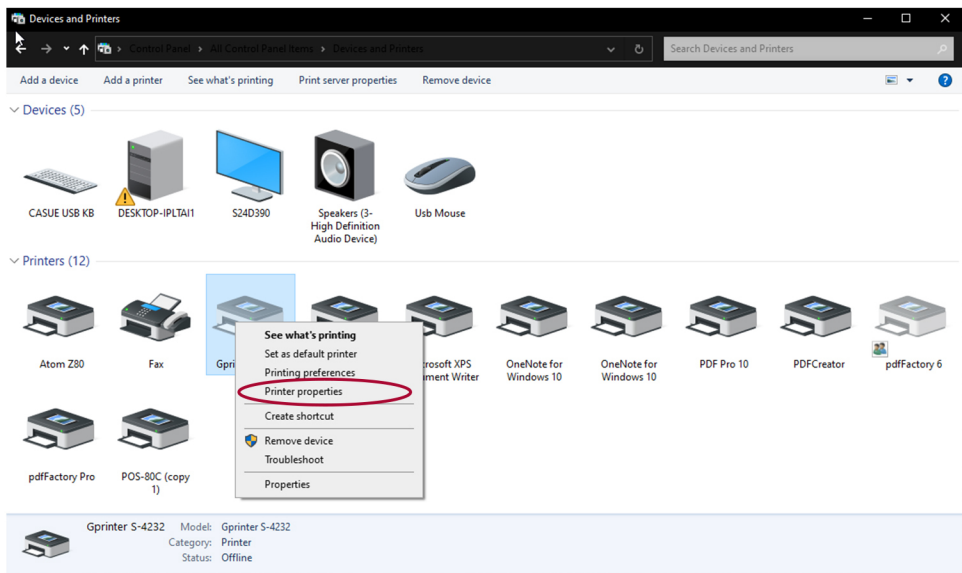 Devices and Printers
Control Panel > All Control Panel Items > Devices and Printers
Search Devices and Printers
Add a device Add a printer See what's printing Print server properties Remove device
Devices (5)
CASUE USB KB DESKTOP-IPLTAI1 S24D390 Speakers (3- Usb Mouse
High Definition
Audio Device)
Printers (12)
See what's printing
Set as default printer
Atom Z80 Fax Gpri crosoft XPS OneNote for OneNote for PDF Pro 10 PDFCreator pdfFactory 6
Printing preferences
ument Writer Windows 10 Windows 10
Printer properties
Create shortcut
Remove device
Troubleshoot
pdfFactory Pro POS-80C (copy
Properties
1)
Gprinter S-4232 Model: Gprinter S-4232
Category: Printer
Status: Offline